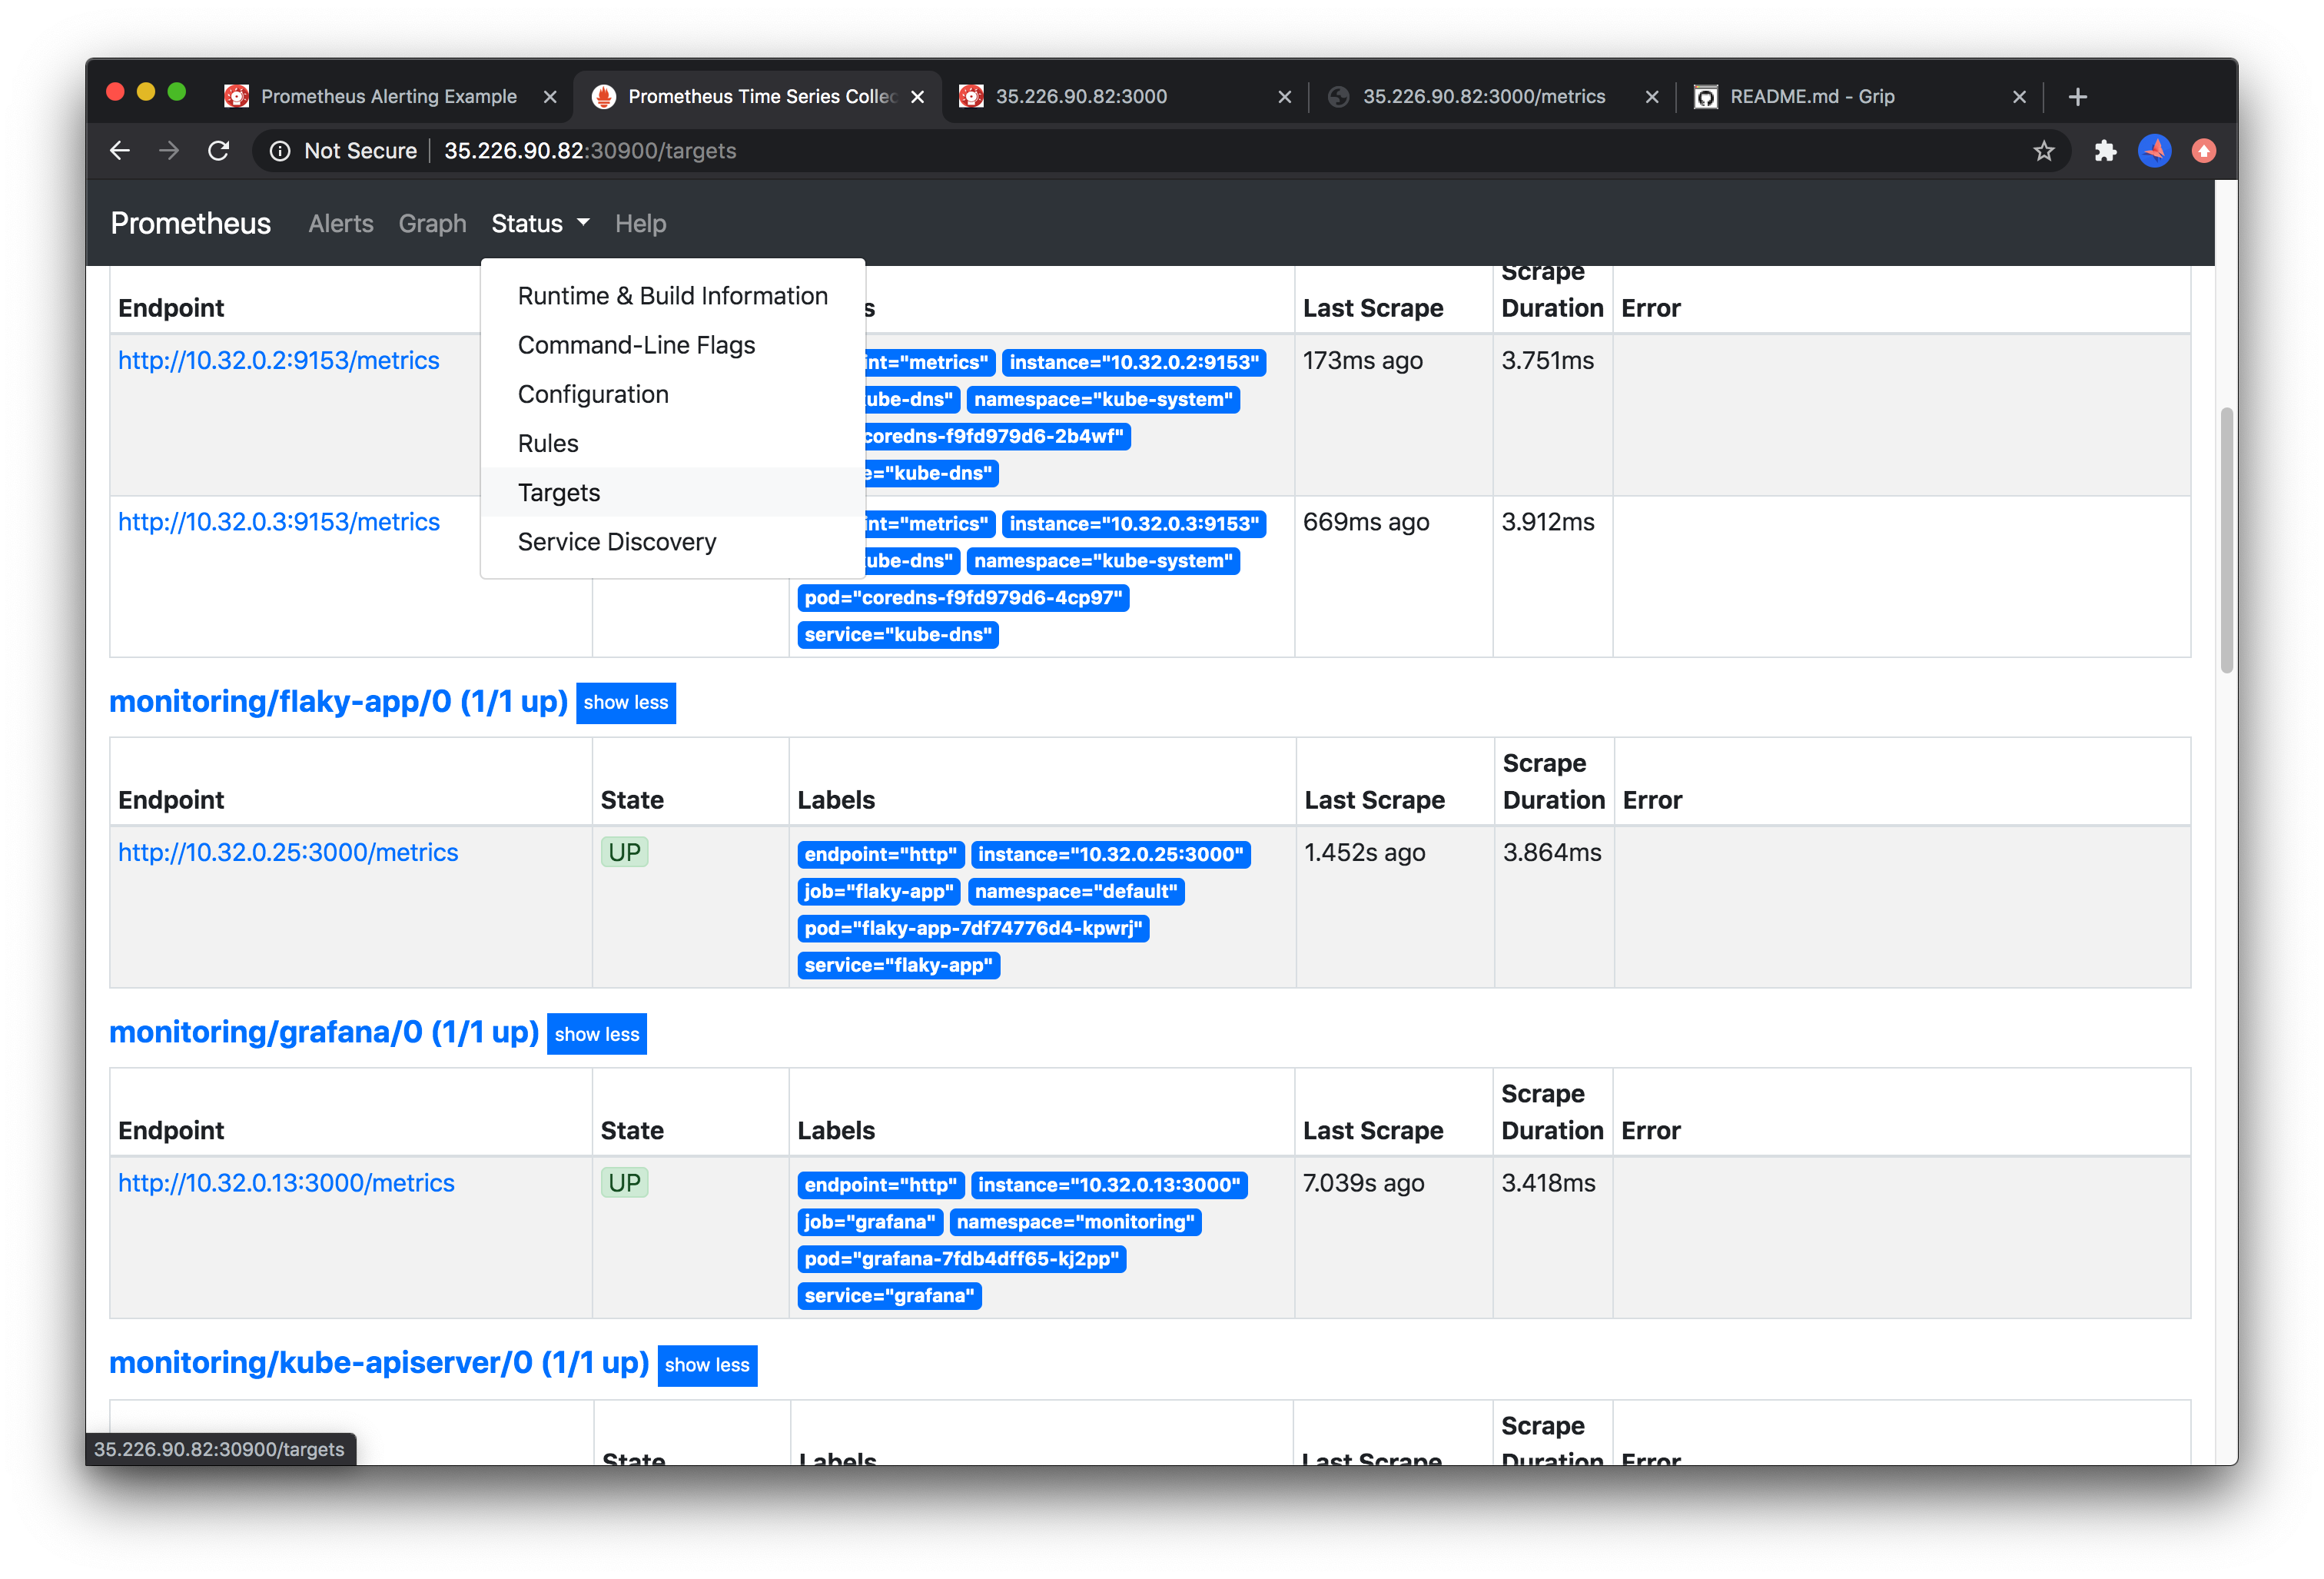 Prometheus Alerting Example
Prometheus Time Series Collec
35.226.90.82:3000
35.226.90.82:3000/metrics
README.md - Grip
Not Secure 35.226.90.82:30900/targets
Prometheus Alerts Graph Status Help
Runtime & Build Information
Command-Line Flags
Configuration
Rules
Targets
Service Discovery
Endpoint s Last Scrape Scrape Duration Error
http://10.32.0.2:9153/metrics int="metrics" instance="10.32.0.2:9153" 173ms ago 3.751ms
ube-dns" namespace="kube-system"
coredns-f9fd979d6-2b4wf"
e="kube-dns"
http://10.32.0.3:9153/metrics int="metrics" instance="10.32.0.3:9153" 669ms ago 3.912ms
ube-dns" namespace="kube-system"
pod="coredns-f9fd979d6-4cp97"
service="kube-dns"
monitoring/flaky-app/0 (1/1 up) show less
Endpoint State Labels Last Scrape Scrape Duration Error
http://10.32.0.25:3000/metrics UP endpoint="http" instance="10.32.0.25:3000" 1.452s ago 3.864ms
job="flaky-app" namespace="default"
pod="flaky-app-7df74776d4-kpwrj"
service="flaky-app"
monitoring/grafana/0 (1/1 up) show less
Endpoint State Labels Last Scrape Scrape Duration Error
http://10.32.0.13:3000/metrics UP endpoint="http" instance="10.32.0.13:3000" 7.039s ago 3.418ms
job="grafana" namespace="monitoring"
pod="grafana-7fdb4dff65-kj2pp"
service="grafana"
monitoring/kube-apiserver/0 (1/1 up) show less
State Labels Last Scrape Scrape Duration Error
35.226.90.82:30900/targets